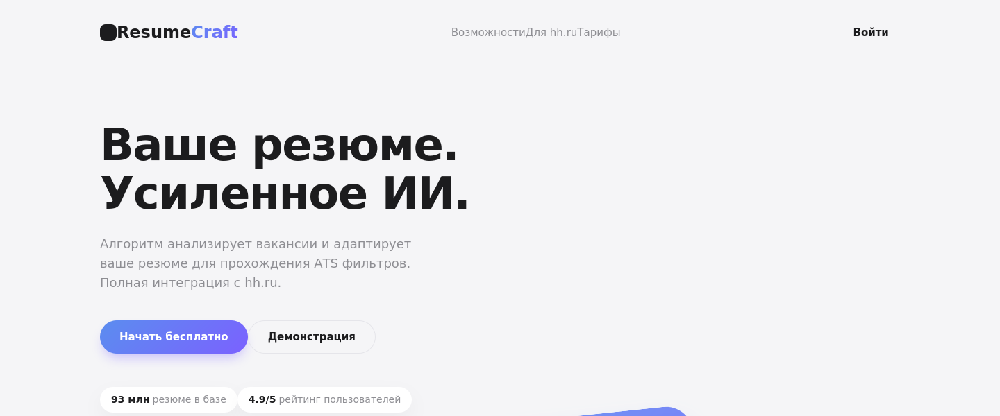 ResumeCraft
ВозможностиДля hh.ruТарифы
Войти
Ваше резюме.
Усиленное ИИ.
Алгоритм анализирует вакансии и адаптирует
ваше резюме для прохождения ATS фильтров.
Полная интеграция с hh.ru.
Начать бесплатно
Демонстрация
93 млн резюме в базе
4.9/5 рейтинг пользователей